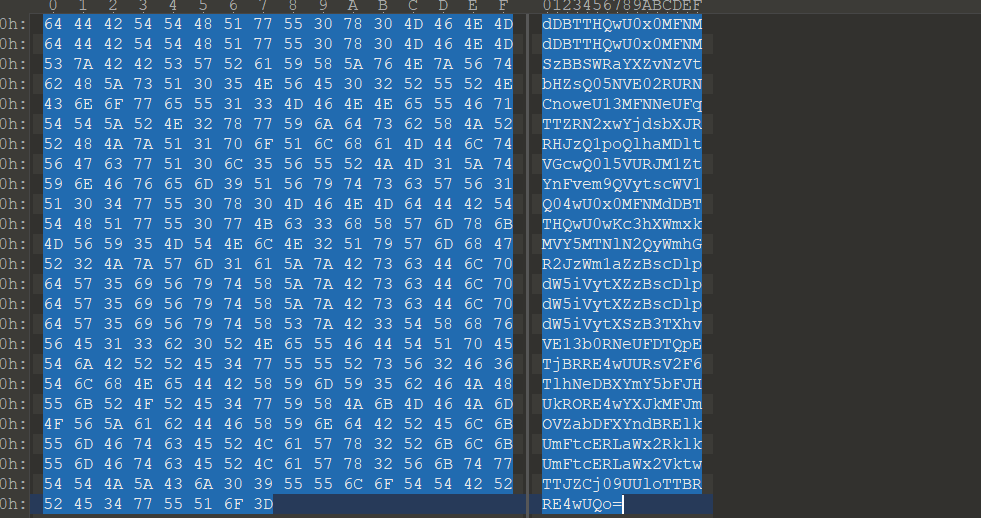 0 1 2 3 4 5 6 7 8 9 A B C D E F 0123456789ABCDEF
0h: 64 44 42 54 54 48 51 77 55 30 78 30 4D 46 4E 4D dDBTTHQwU0x0MFNM
0h: 64 44 42 54 54 48 51 77 55 30 78 30 4D 46 4E 4D dDBTTHQwU0x0MFNM
0h: 53 7A 42 42 53 57 52 61 59 58 5A 76 4E 7A 56 74 SzBBSWRaYXZvNzVt
0h: 62 48 5A 73 51 30 35 4E 56 45 30 32 52 55 52 4E bHZsQ05NVE02RURN
0h: 43 6E 6F 77 65 55 31 33 4D 46 4E 4E 65 55 46 71 CnoweU13MFNNeUFq
0h: 54 54 5A 52 4E 32 78 77 59 6A 64 73 62 58 4A 52 TTZRN2xwYjdsbXJR
0h: 52 48 4A 7A 51 31 70 6F 51 6C 68 61 4D 44 6C 74 RHJzQ1poQlhaMDlt
0h: 56 47 63 77 51 30 6C 35 56 55 52 4A 4D 31 5A 74 VGcwQ0l5VURJM1Zt
0h: 59 6E 46 76 65 6D 39 51 56 79 74 73 63 57 56 31 YnFvem9QVytscWV1
0h: 51 30 34 77 55 30 78 30 4D 46 4E 4D 64 44 42 54 Q04wU0x0MFNMdDBT
0h: 54 48 51 77 55 30 77 4B 63 33 68 58 57 6D 78 6B THQwU0wKc3hXWmxk
0h: 4D 56 59 35 4D 54 4E 6C 4E 32 51 79 57 6D 68 47 MVY5MTNlN2QyWmhG
0h: 52 32 4A 7A 57 6D 31 61 5A 7A 42 73 63 44 6C 70 R2JzWm1aZzBscDlp
0h: 64 57 35 69 56 79 74 58 5A 7A 42 73 63 44 6C 70 dW5iVytXZzBscDlp
0h: 64 57 35 69 56 79 74 58 5A 7A 42 73 63 44 6C 70 dW5iVytXZzBscDlp
0h: 64 57 35 69 56 79 74 58 53 7A 42 33 54 58 68 76 dW5iVytXSzB3TXhv
0h: 56 45 31 33 62 30 52 4E 65 55 46 44 54 51 70 45 VE13b0RNeUFDTQpE
0h: 54 6A 42 52 52 45 34 77 55 55 52 73 56 32 46 36 TjBRRE4wUURsV2F6
0h: 54 6C 68 4E 65 44 42 58 59 6D 59 35 62 46 4A 48 TlhNeDBXYmY5bFJH
0h: 55 6B 52 4F 52 45 34 77 59 58 4A 6B 4D 46 4A 6D UkRORE4wYXJkMFJm
0h: 4F 56 5A 61 62 44 46 58 59 6E 64 42 52 45 6C 6B OVZabDFXYndBRElk
0h: 55 6D 46 74 63 45 52 4C 61 57 78 32 52 6B 6C 6B UmFtcERLaWx2Rklk
0h: 55 6D 46 74 63 45 52 4C 61 57 78 32 56 6B 74 77 UmFtcERLaWx2Vktw
0h: 54 54 4A 5A 43 6A 30 39 55 55 6C 6F 54 54 42 52 TTJZCj09UUloTTBR
0h: 52 45 34 77 55 51 6F 3D RE4wUQo=